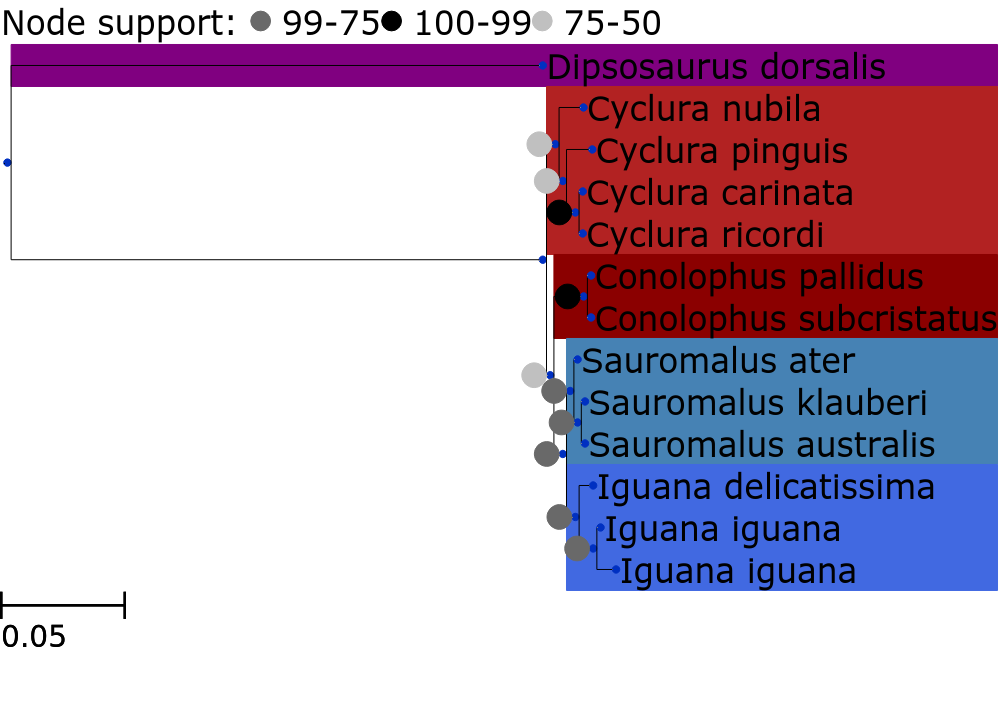 Node support: 99-75 100-99 75-50
Dipsosaurus dorsalis
Cyclura nubila
Cyclura pinguis
Cyclura carinata
Cyclura ricordi
Conolophus pallidus
Conolophus subcristatus
Sauromalus ater
Sauromalus klauberi
Sauromalus australis
Iguana delicatissima
Iguana iguana
Iguana iguana
0.05